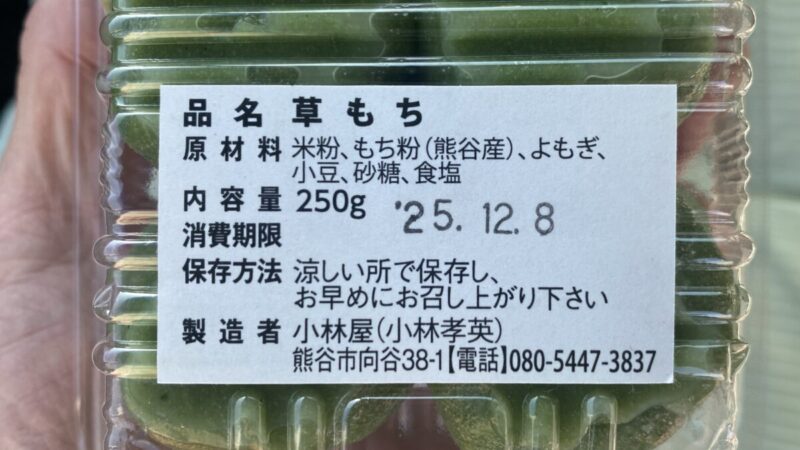 品名 草もち
原材料 米粉、もち粉(熊谷産)、よもぎ、
小豆、砂糖、食塩
内容量 250g
消費期限 '25.12.8
保存方法 涼しい所で保存し、
お早めにお召し上がり下さい
製造者 小林屋(小林孝英)
熊谷市向谷38-1【電話】080-5447-3837